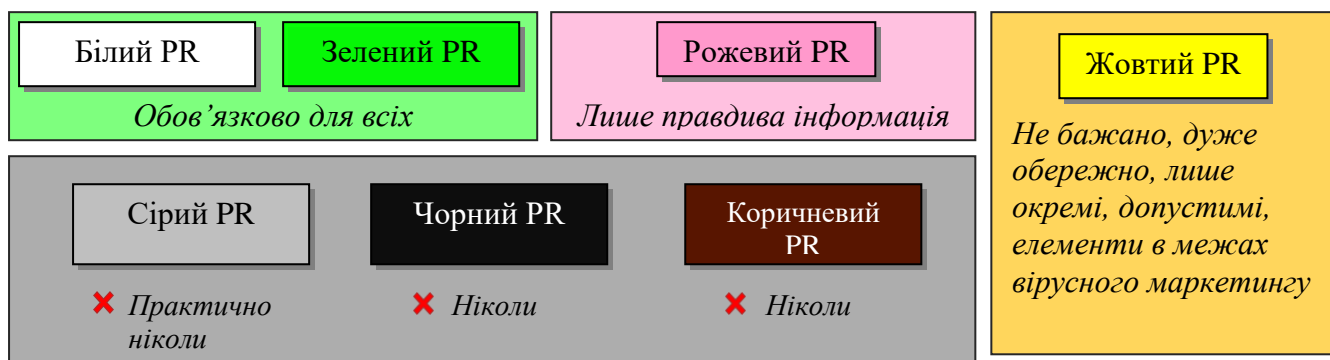 Білий PR
Зелений PR
Обов’язково для всіх
Рожевий PR
Лише правдива інформація
Жовтий PR
Не бажано, дуже
обережно, лише
окремі, допустимі,
елементи в межах
вірусного маркетингу
Сірий PR
Практично
ніколи
Чорний PR
Ніколи
Коричневий
PR
Ніколи